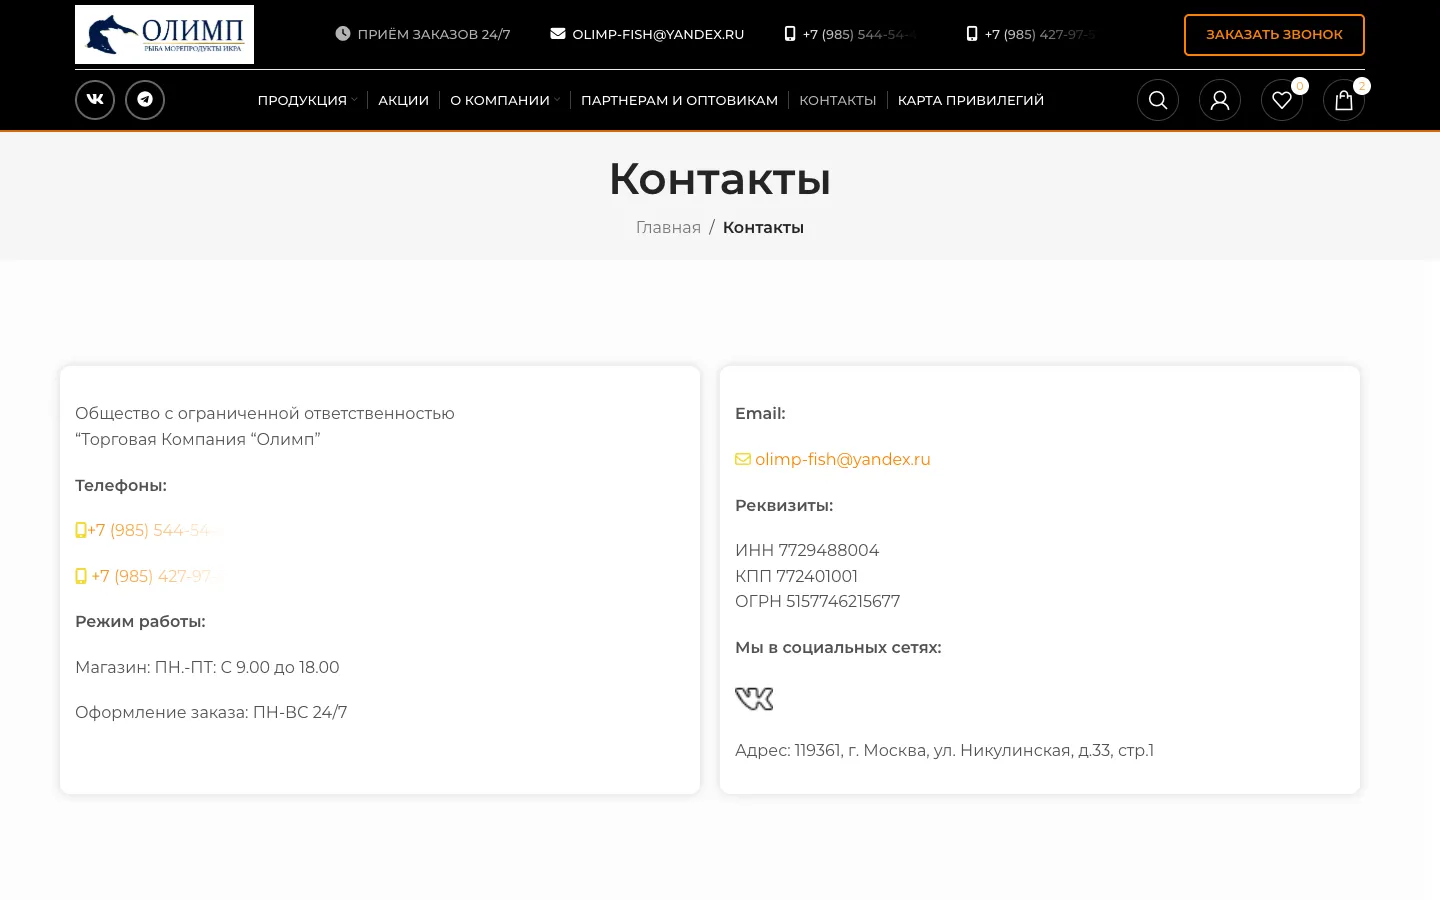 ОЛИМП
РЫБА МОРЕПРОДУКТЫ ИКРА
ПРИЁМ ЗАКАЗОВ 24/7
OLIMP-FISH@YANDEX.RU
+7 (985) 544-54-
+7 (985) 427-97-
ЗАКАЗАТЬ ЗВОНОК
ПРОДУКЦИЯ
АКЦИИ
О КОМПАНИИ
ПАРТНЕРАМ И ОПТОВИКАМ
КОНТАКТЫ
КАРТА ПРИВИЛЕГИЙ
0
2
Контакты
Главная / Контакты
Общество с ограниченной ответственностью
“Торговая Компания “Олимп”
Телефоны:
+7 (985) 544-54-
+7 (985) 427-97
Режим работы:
Магазин: ПН.-ПТ: С 9.00 до 18.00
Оформление заказа: ПН-ВС 24/7
Email:
olimp-fish@yandex.ru
Реквизиты:
ИНН 7729488004
КПП 772401001
ОГРН 5157746215677
Мы в социальных сетях:
Адрес: 119361, г. Москва, ул. Никулинская, д.33, стр.1